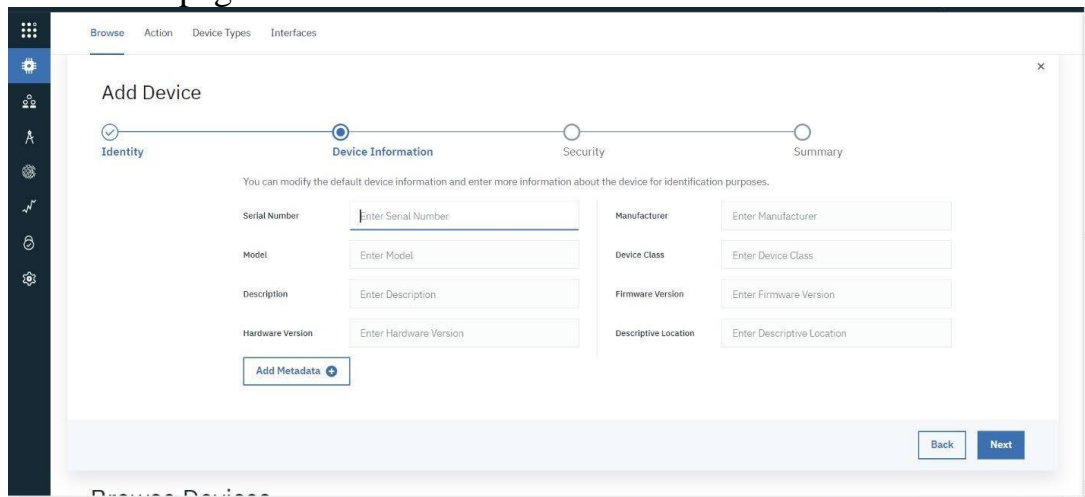 Browse Action Device Types Interfaces
Add Device
Identity Device Information Security Summary
You can modify the default device information and enter more information about the device for identification purposes.
Serial Number Enter Serial Number Manufacturer Enter Manufacturer
Model Enter Model Device Class Enter Device Class
Description Enter Description Firmware Version Enter Firmware Version
Hardware Version Enter Hardware Version Descriptive Location Enter Descriptive Location
Add Metadata
Back Next
Browse Devices